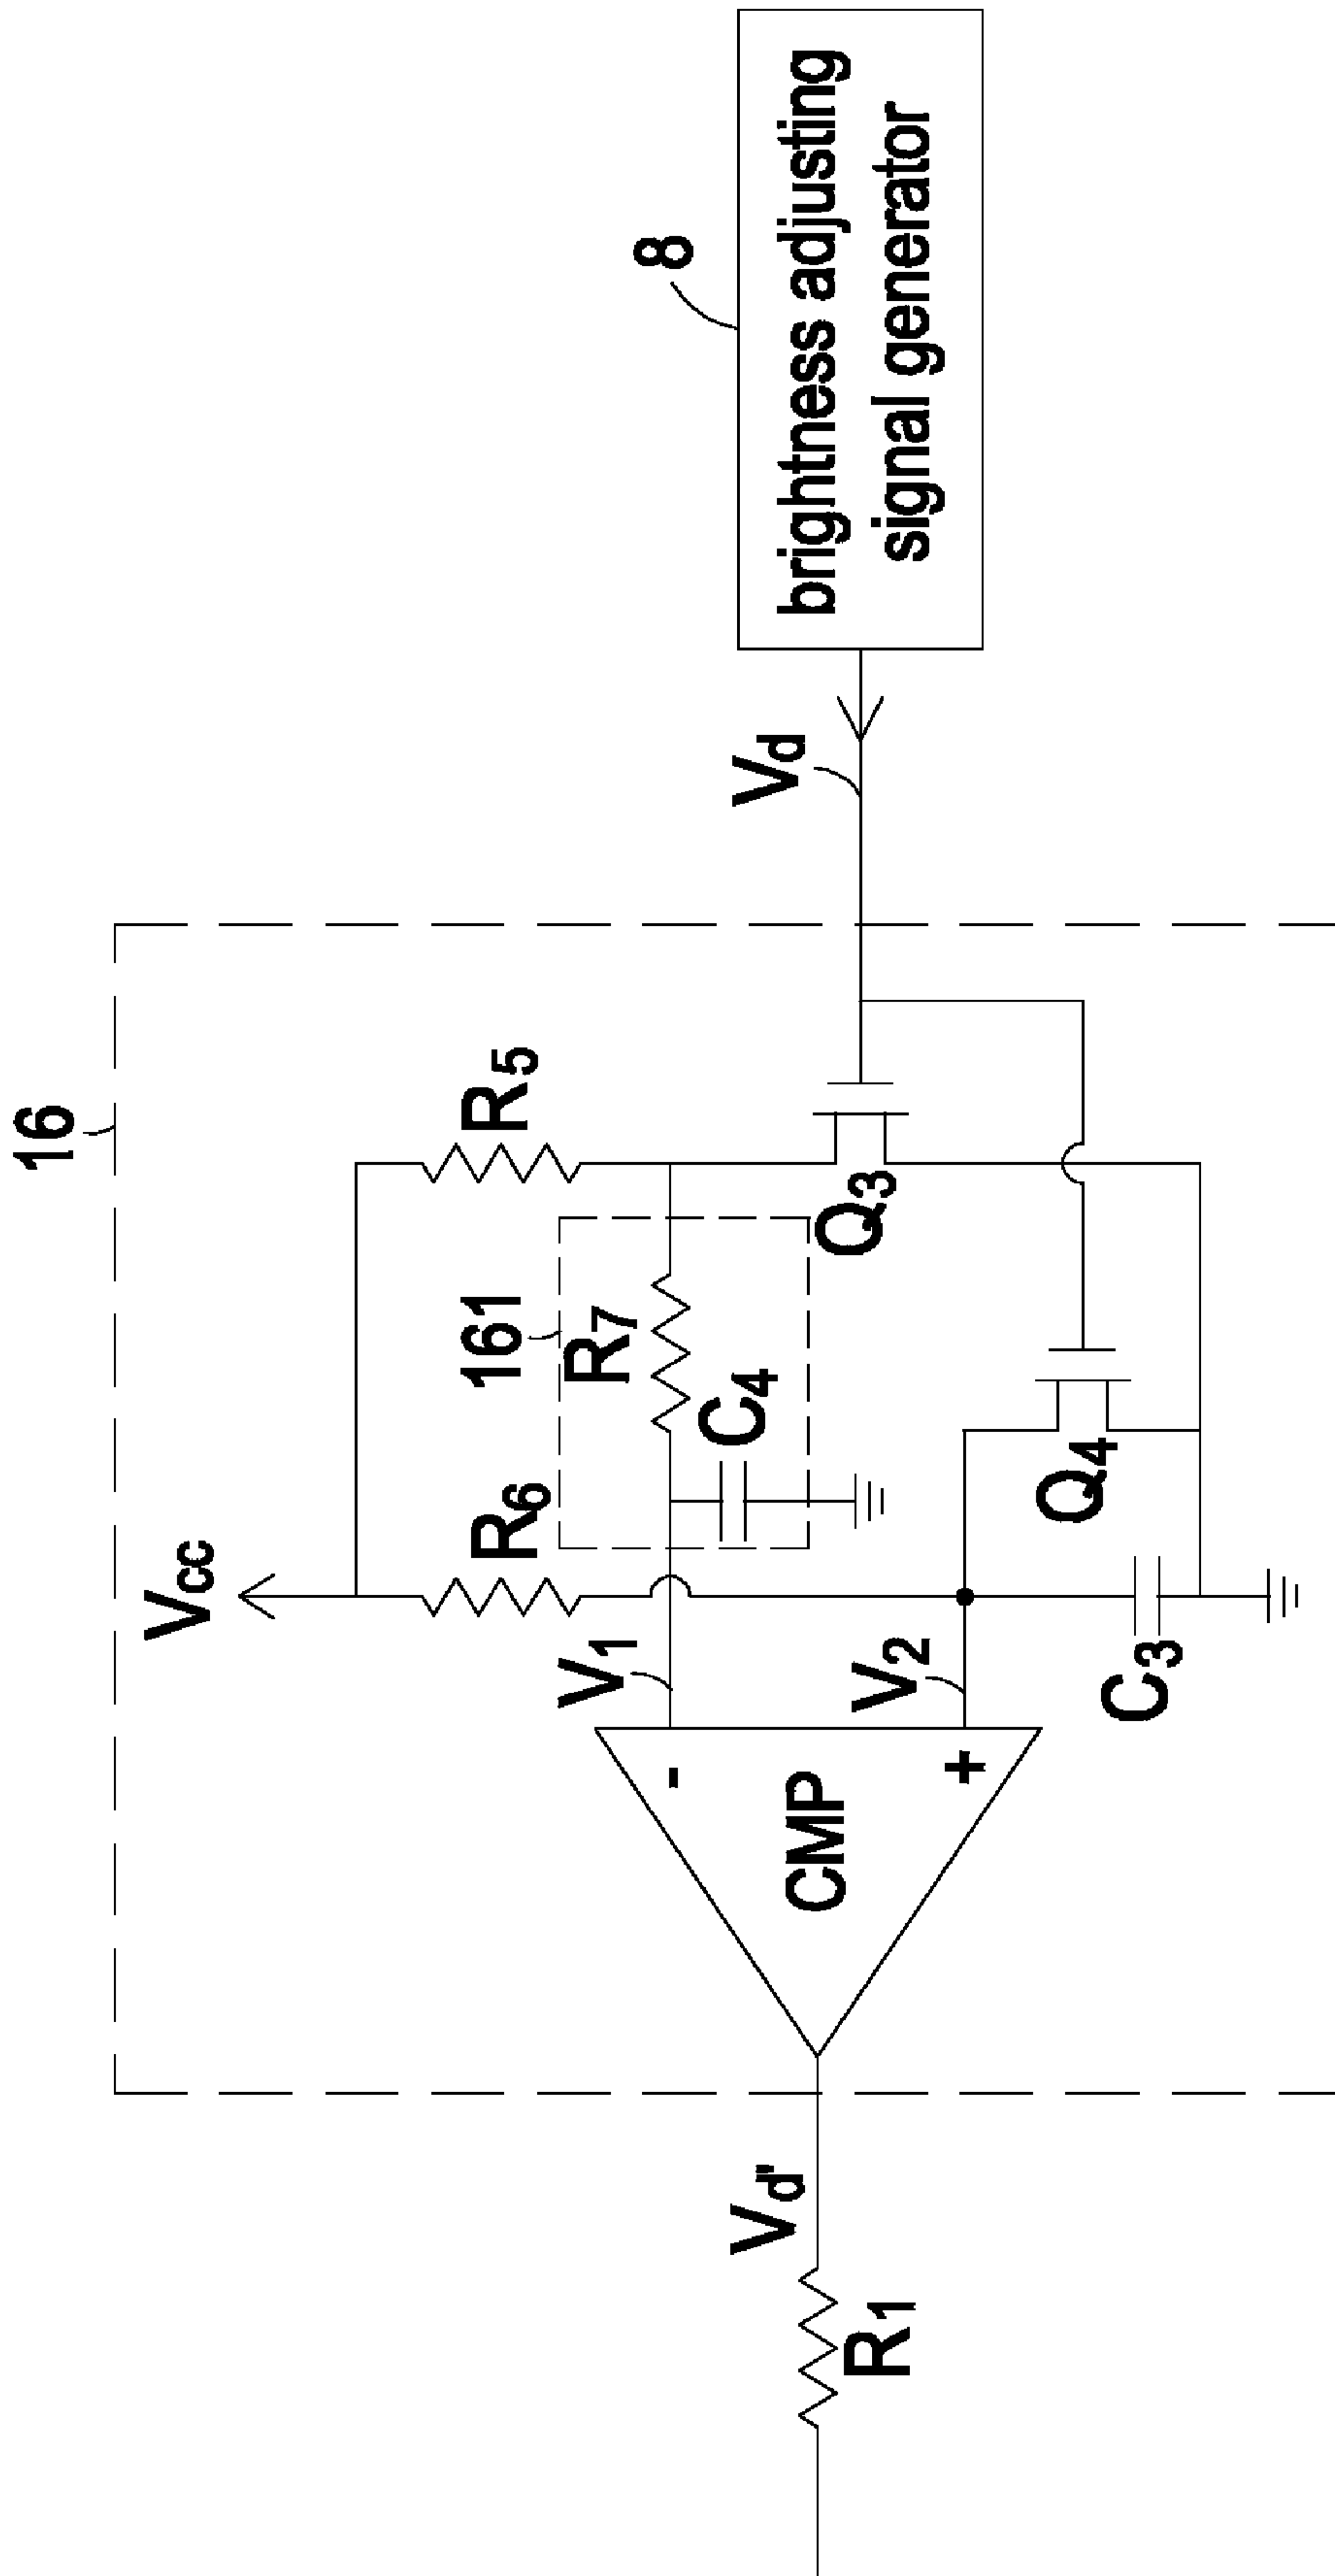 16
8
Vcc
R5
R6
161
R7
C4
V1
V2
Q3
Q4
C3
CMP
-
+
Vd'
R1
Vd
brightness adjusting
signal generator